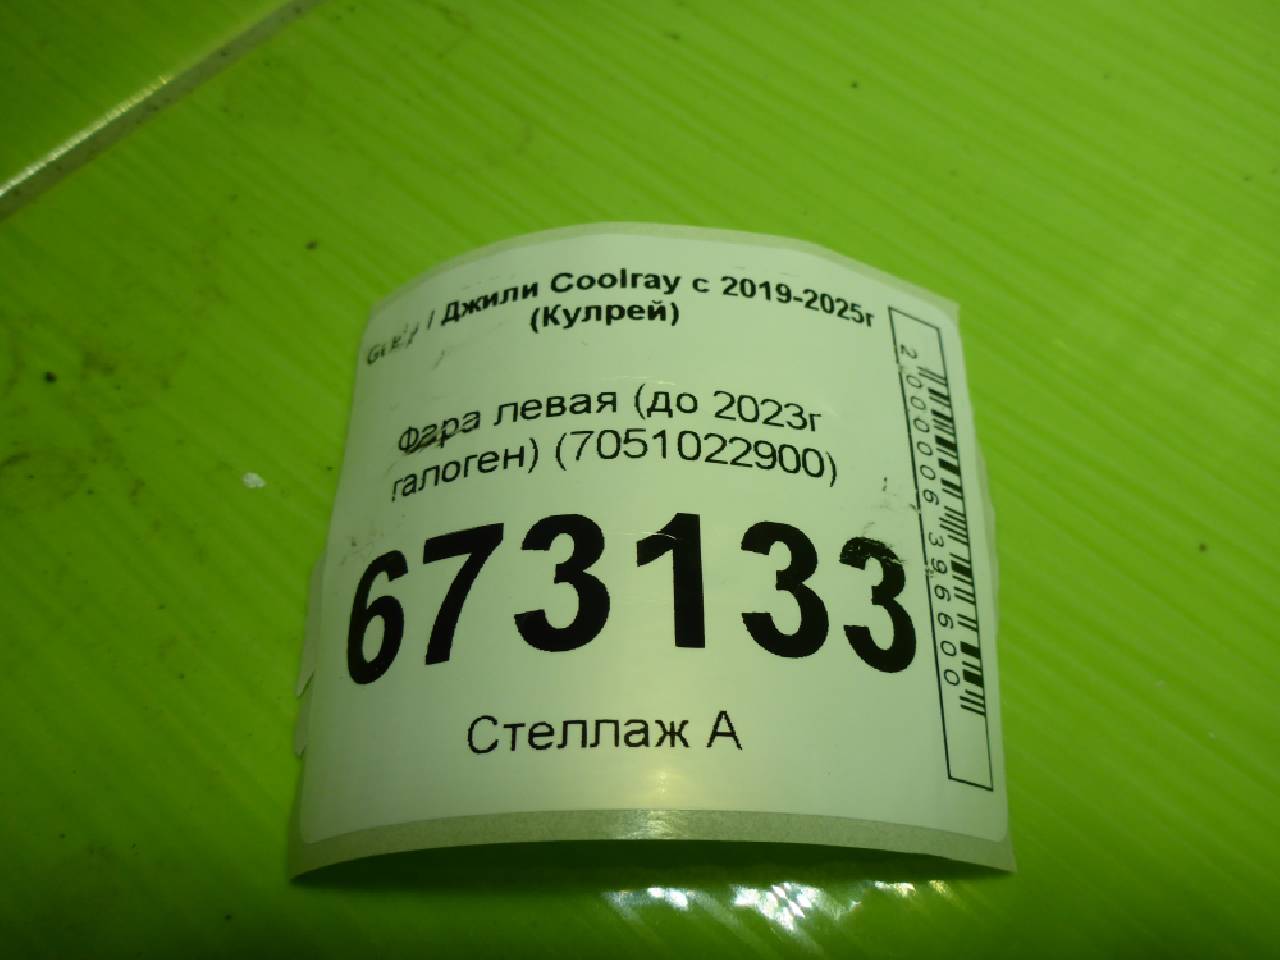 / Джили Coolray с 2019-2025г
(Кулрей)
Фара левая (до 2023г
галоген) (7051022900)
673133
Стеллаж А
2000006396600